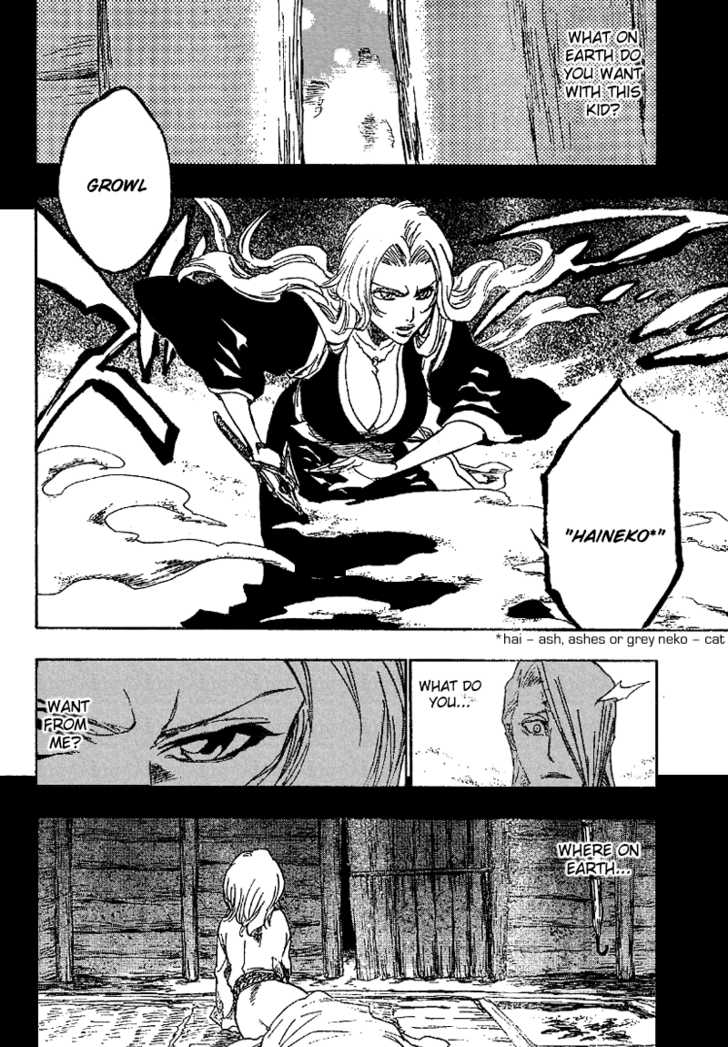 WHAT ON
EARTH DO
YOU WANT
WITH THIS
KID?
GROWL
"HAINEKO*"
*hai – ash, ashes or grey neko – cat
WHAT DO
YOU...
WANT
FROM
ME?
WHERE ON
EARTH...